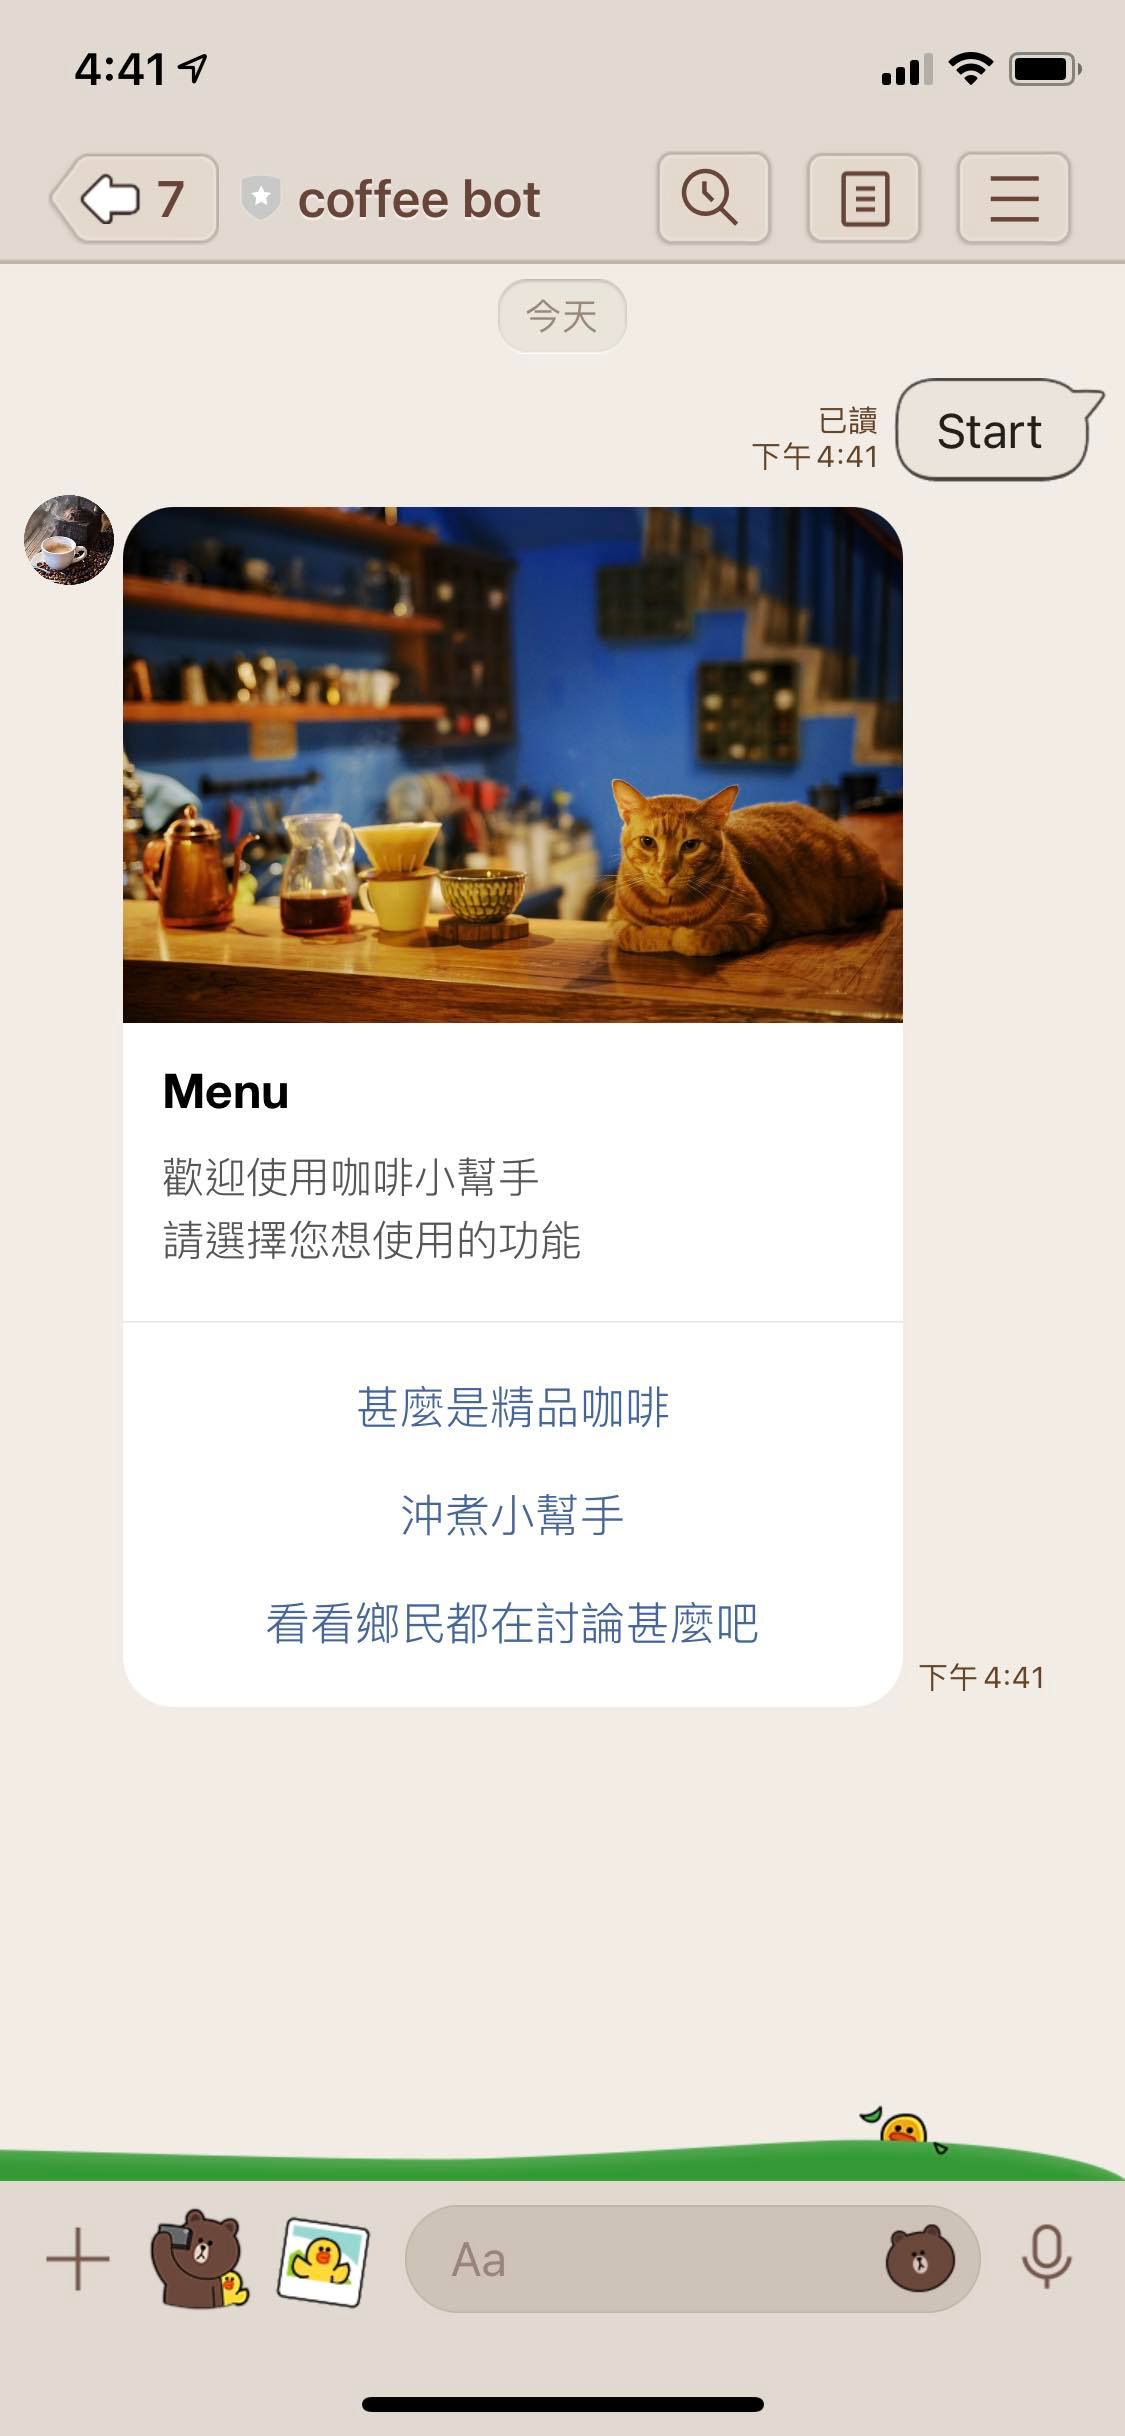 4:41
7
coffee bot
今天
Start
已讀
下午 4:41
Menu
歡迎使用咖啡小幫手
請選擇您想使用的功能
甚麼是精品咖啡
沖煮小幫手
看看鄉民都在討論甚麼吧
下午 4:41
Aa